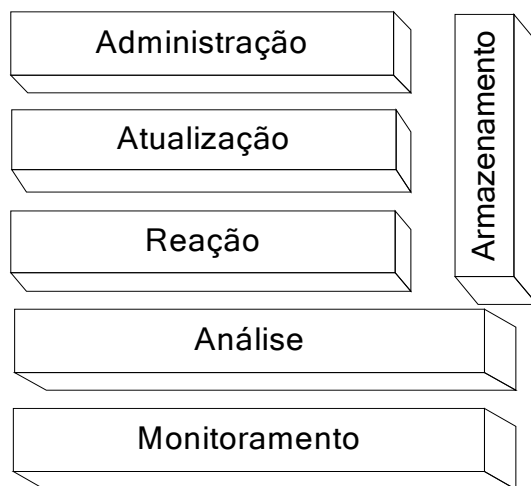 Administração
Atualização
Reação
Armazenamento
Análise
Monitoramento